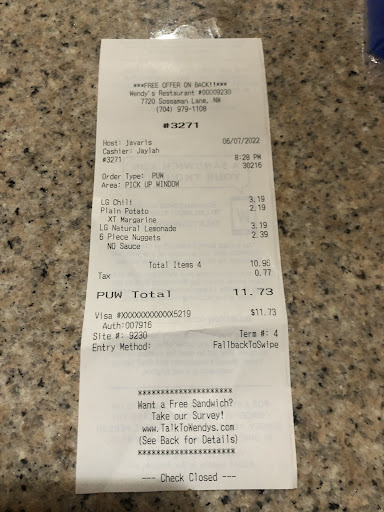 ***FREE OFFER ON BACK!!***
Wendy's Restaurant #00009230
7720 Sossaman Lane, NW
(704) 979-1108
#3271
Host: javaris 06/07/2022
Cashier: Jaylah
#3271 8:28 PM
30216
Order Type: PUW
Area: PICK UP WINDOW
LG Chili 3.19
Plain Potato 2.19
XT Margarine
LG Natural Lemonade 3.19
6 Piece Nuggets 2.39
NO Sauce
Total Items 4 10.96
Tax 0.77
PUW Total 11.73
Visa #XXXXXXXXXXXX5219 $11.73
Auth:007916
Site #: 9230 Term #: 4
Entry Method: FallbackToSwipe
********************
Want a Free Sandwich?
Take our Survey!
www.TalkToWendys.com
(See Back for Details)
********************
--- Check Closed ---